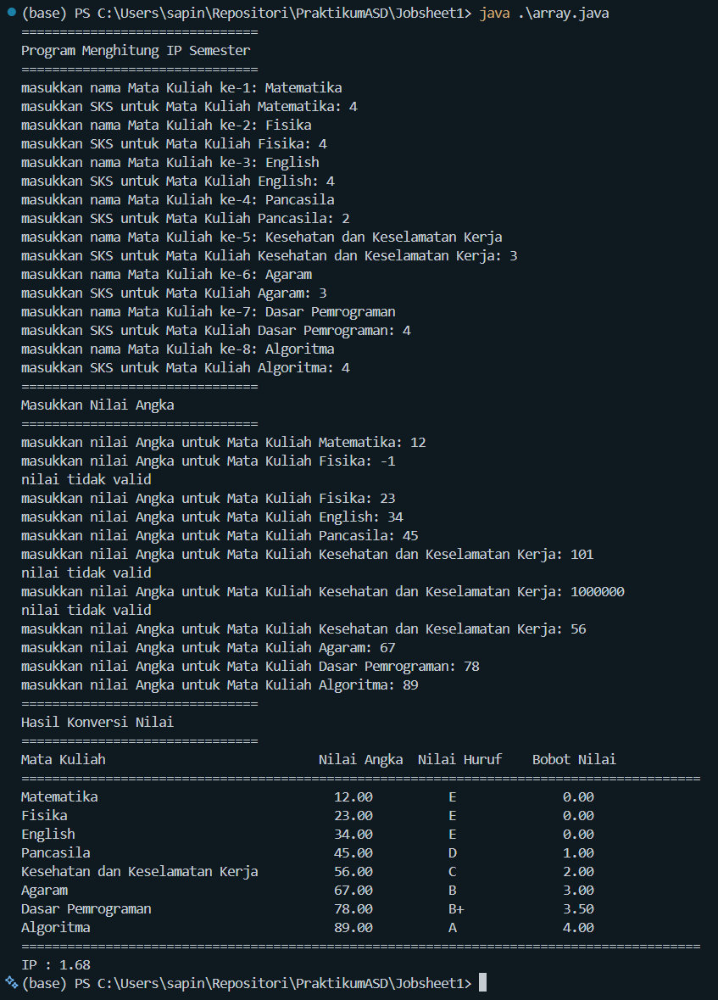 (base) PS C:\Users\sapin\Repositori\PraktikumASD\Jobsheet1> java .\array.java
===============================
Program Menghitung IP Semester
===============================
masukkan nama Mata Kuliah ke-1: Matematika
masukkan SKS untuk Mata Kuliah Matematika: 4
masukkan nama Mata Kuliah ke-2: Fisika
masukkan SKS untuk Mata Kuliah Fisika: 4
masukkan nama Mata Kuliah ke-3: English
masukkan SKS untuk Mata Kuliah English: 4
masukkan nama Mata Kuliah ke-4: Pancasila
masukkan SKS untuk Mata Kuliah Pancasila: 2
masukkan nama Mata Kuliah ke-5: Kesehatan dan Keselamatan Kerja
masukkan SKS untuk Mata Kuliah Kesehatan dan Keselamatan Kerja: 3
masukkan nama Mata Kuliah ke-6: Agaram
masukkan SKS untuk Mata Kuliah Agaram: 3
masukkan nama Mata Kuliah ke-7: Dasar Pemrograman
masukkan SKS untuk Mata Kuliah Dasar Pemrograman: 4
masukkan nama Mata Kuliah ke-8: Algoritma
masukkan SKS untuk Mata Kuliah Algoritma: 4
===============================
Masukkan Nilai Angka
===============================
masukkan nilai Angka untuk Mata Kuliah Matematika: 12
masukkan nilai Angka untuk Mata Kuliah Fisika: -1
nilai tidak valid
masukkan nilai Angka untuk Mata Kuliah Fisika: 23
masukkan nilai Angka untuk Mata Kuliah English: 34
masukkan nilai Angka untuk Mata Kuliah Pancasila: 45
masukkan nilai Angka untuk Mata Kuliah Kesehatan dan Keselamatan Kerja: 101
nilai tidak valid
masukkan nilai Angka untuk Mata Kuliah Kesehatan dan Keselamatan Kerja: 1000000
nilai tidak valid
masukkan nilai Angka untuk Mata Kuliah Kesehatan dan Keselamatan Kerja: 56
masukkan nilai Angka untuk Mata Kuliah Agaram: 67
masukkan nilai Angka untuk Mata Kuliah Dasar Pemrograman: 78
masukkan nilai Angka untuk Mata Kuliah Algoritma: 89
===============================
Hasil Konversi Nilai
===============================
Mata Kuliah                            Nilai Angka  Nilai Huruf    Bobot Nilai
=========================================================================================
Matematika                               12.00          E              0.00
Fisika                                   23.00          E              0.00
English                                  34.00          E              0.00
Pancasila                                45.00          D              1.00
Kesehatan dan Keselamatan Kerja          56.00          C              2.00
Agaram                                   67.00          B              3.00
Dasar Pemrograman                        78.00          B+             3.50
Algoritma                                89.00          A              4.00
=========================================================================================
IP : 1.68
(base) PS C:\Users\sapin\Repositori\PraktikumASD\Jobsheet1>